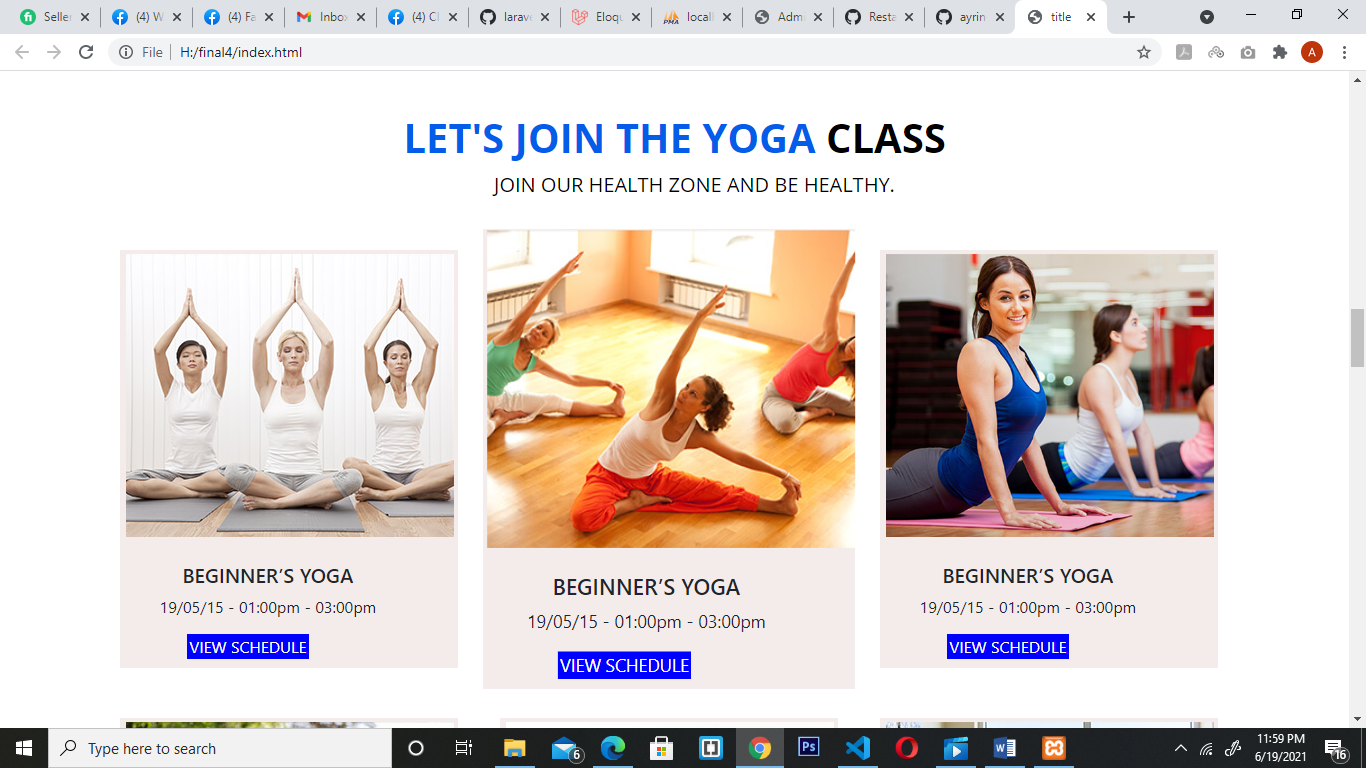 Seller
(4) W
(4) Fa
Inbox
(4) Cl
larave
Eloqu
locall
Admi
Resta
ayrin
title
File H:/final4/index.html
A
LET'S JOIN THE YOGA CLASS
JOIN OUR HEALTH ZONE AND BE HEALTHY.
BEGINNER'S YOGA
19/05/15 - 01:00pm - 03:00pm
VIEW SCHEDULE
BEGINNER'S YOGA
19/05/15 - 01:00pm - 03:00pm
VIEW SCHEDULE
BEGINNER'S YOGA
19/05/15 - 01:00pm - 03:00pm
VIEW SCHEDULE
Type here to search
6
Ps
11:59 PM
6/19/2021
16